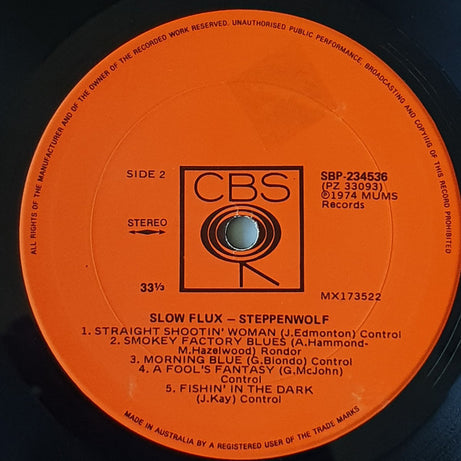 ALL RIGHTS OF THE MANUFACTURER AND OF THE OWNER OF THE RECORDED WORK RESERVED. UNAUTHORISED PUBLIC PERFORMANCE, BROADCASTING AND COPYING OF THIS RECORD PROHIBITED
SIDE 2
CBS
SBP-234536
(PZ 33093)
℗1974 MUMS
Records
STEREO
33⅓
MX173522
SLOW FLUX – STEPPENWOLF
1. STRAIGHT SHOOTIN' WOMAN (J.Edmonton) Control
2. SMOKEY FACTORY BLUES (A.Hammond-
M.Hazelwood) Rondor
3. MORNING BLUE (G.Biondo) Control
4. A FOOL'S FANTASY (G.McJohn)
Control
5. FISHIN' IN THE DARK
(J.Kay) Control
MADE IN AUSTRALIA BY A REGISTERED USER OF THE TRADE MARKS